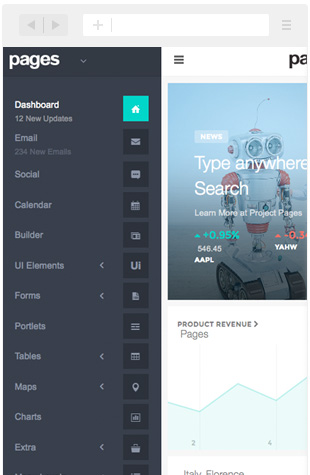 pages
Dashboard
12 New Updates
Email
234 New Emails
Social
Calendar
Builder
UI Elements
Ui
Forms
Portlets
Tables
Maps
Charts
Extra
pag
NEWS
Type anywhere
Search
Learn More at Project Pages
+0.95%
546.45
AAPL
-0.3
YAHW
PRODUCT REVENUE
Pages
2
4
Italy, Florence